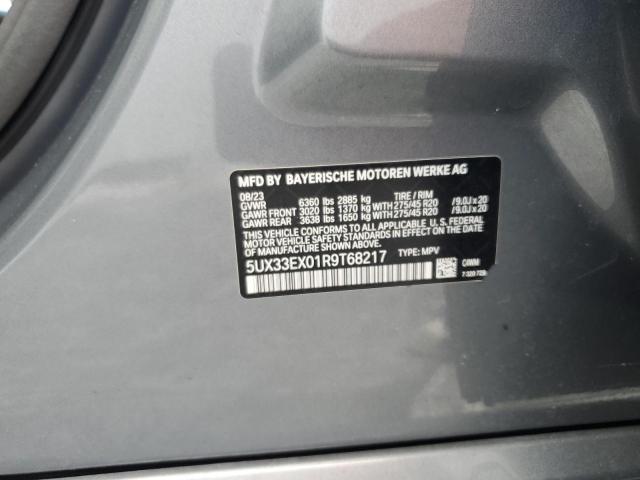 MFD BY BAYERISCHE MOTOREN WERKE AG
08/23 TIRE / RIM
GVWR 6360 lbs 2885 kg
GAWR FRONT 3020 lbs 1370 kg WITH 275/45 R20 /9.0J x 20
GAWR REAR 3638 lbs 1650 kg WITH 275/45 R20 /9.0J x 20
THIS VEHICLE CONFORMS TO ALL APPLICABLE U.S. FEDERAL
MOTOR VEHICLE SAFETY STANDARDS IN EFFECT ON THE DATE OF
MANUFACTURE SHOWN ABOVE.
5UX33EX01R9T68217 TYPE: MPV
C4WM
7 320